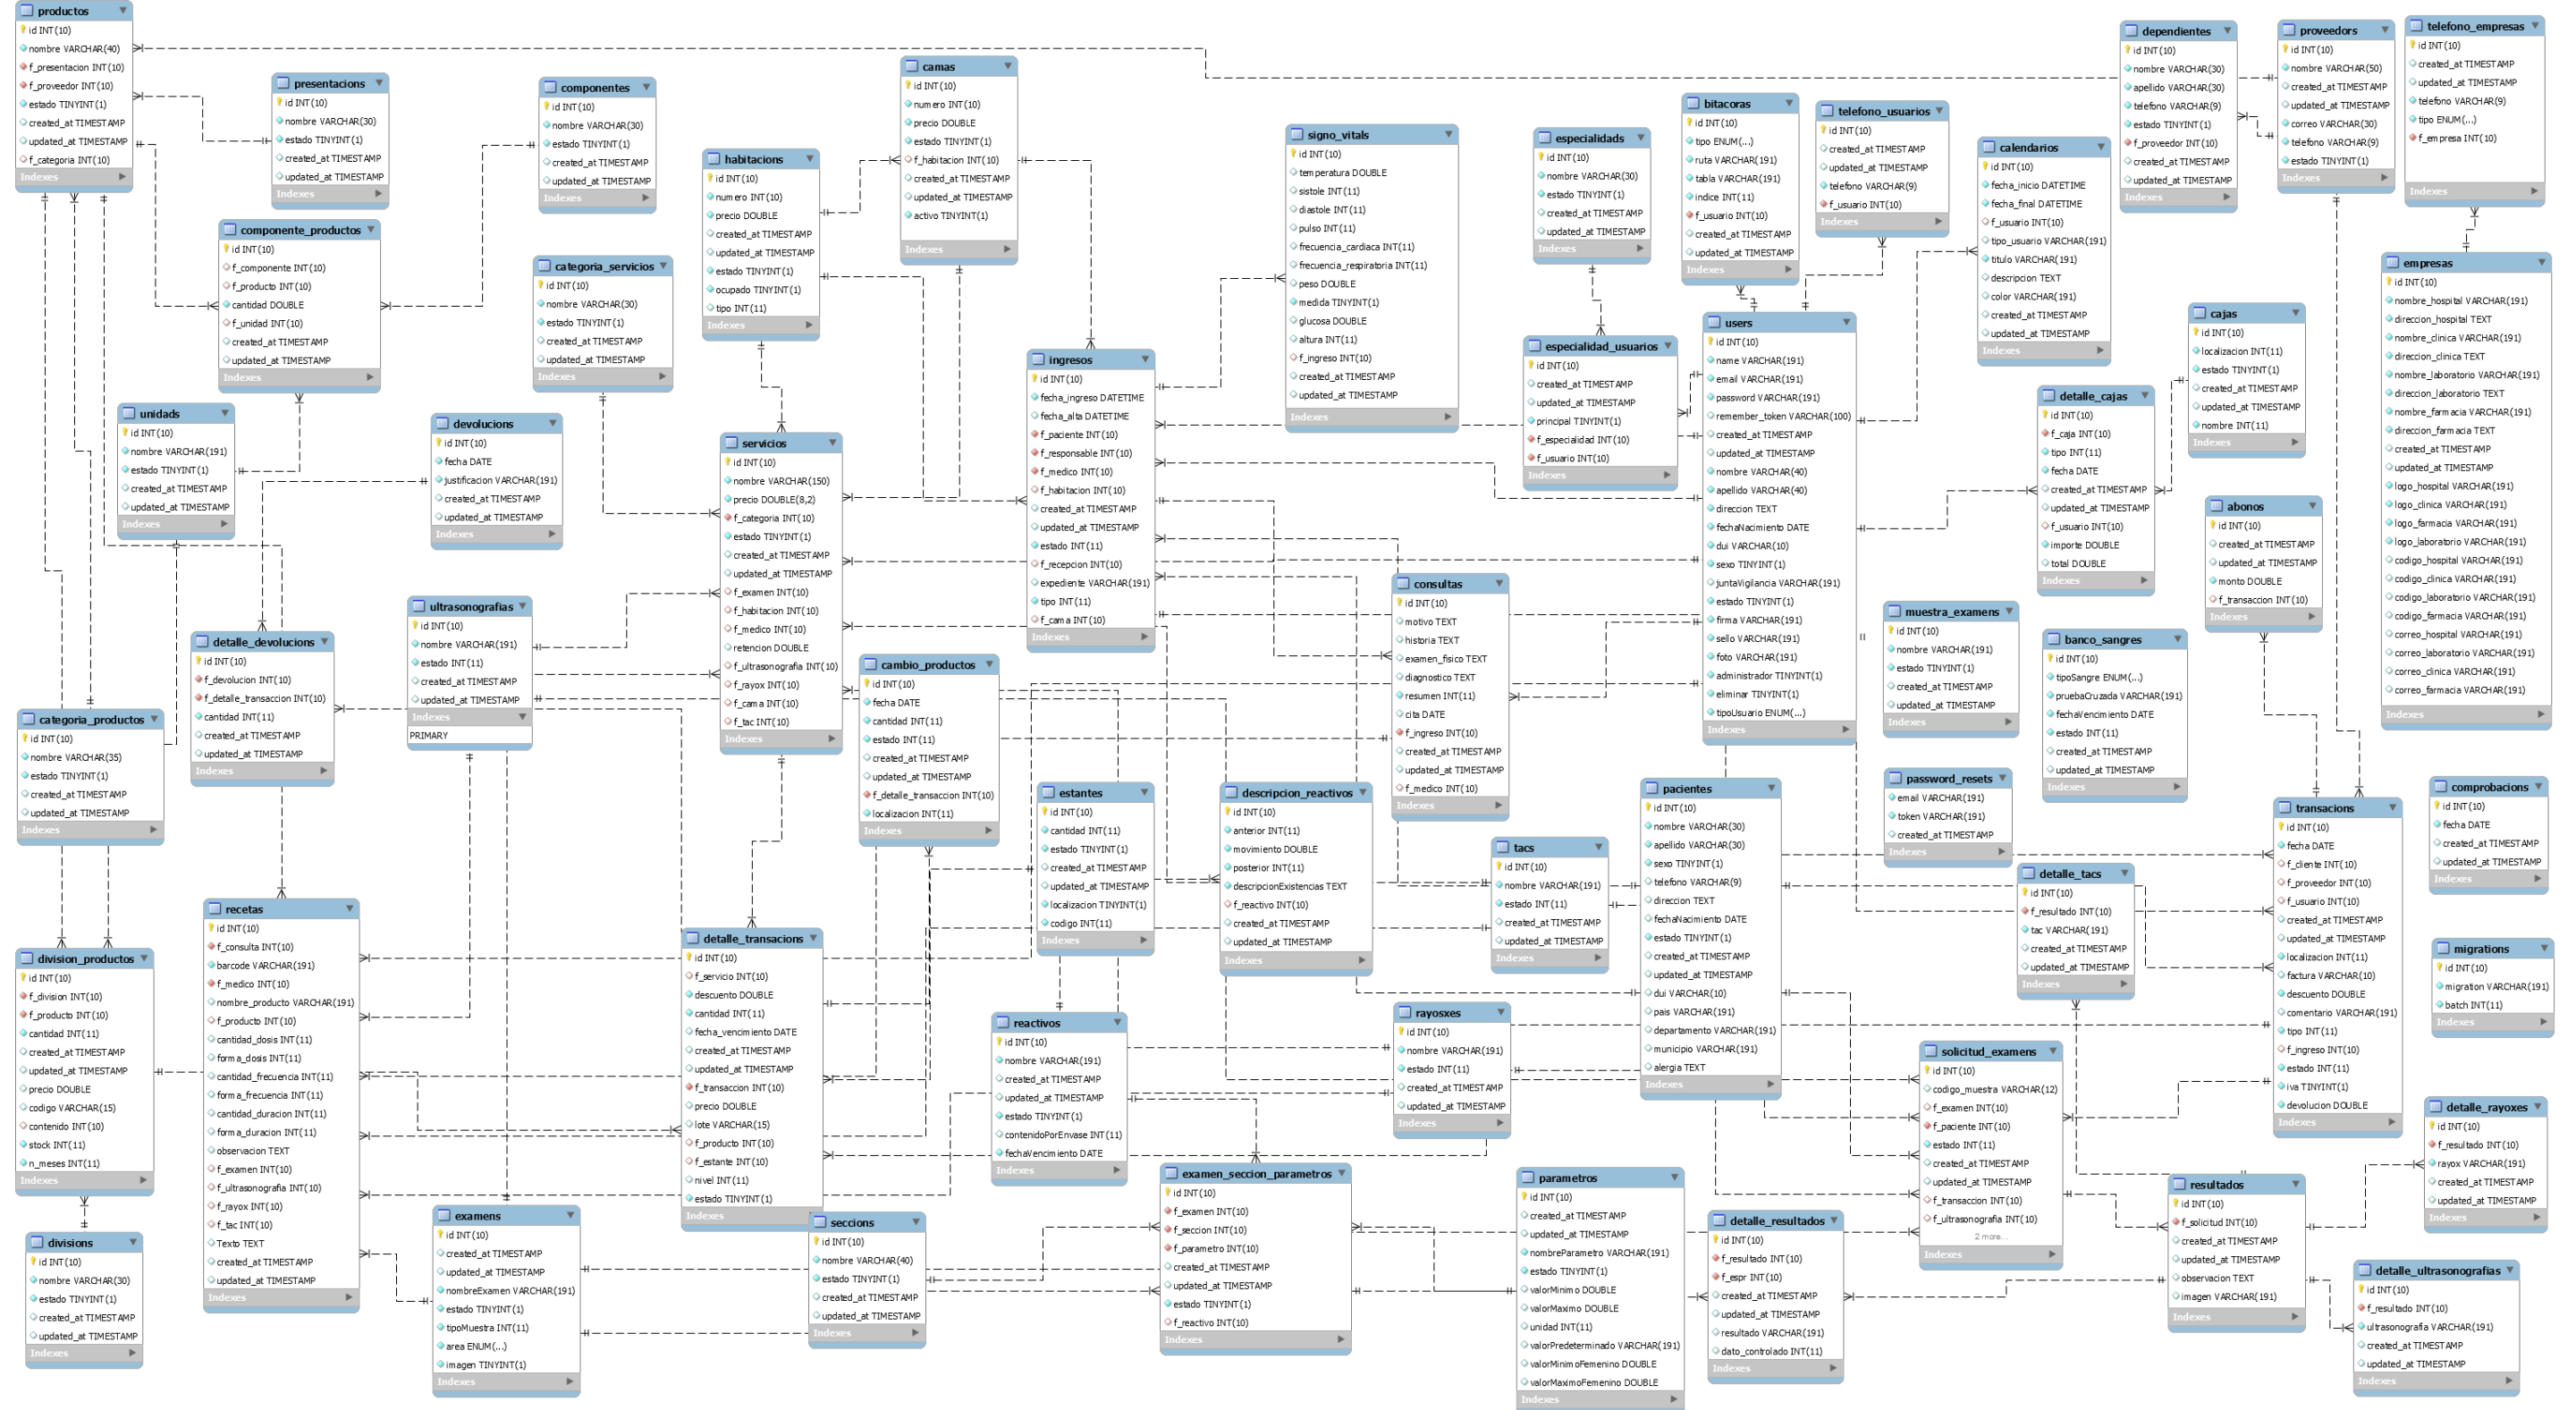 productos
id INT(10)
nombre VARCHAR(40)
f_presentacion INT(10)
f_proveedor INT(10)
estado TINYINT(1)
created_at TIMESTAMP
updated_at TIMESTAMP
f_categoria INT(10)
Indexes
presentacions
id INT(10)
nombre VARCHAR(30)
estado TINYINT(1)
created_at TIMESTAMP
updated_at TIMESTAMP
Indexes
componentes
id INT(10)
nombre VARCHAR(30)
estado TINYINT(1)
created_at TIMESTAMP
updated_at TIMESTAMP
Indexes
componente_productos
id INT(10)
f_componente INT(10)
f_producto INT(10)
cantidad DOUBLE
f_unidad INT(10)
created_at TIMESTAMP
updated_at TIMESTAMP
Indexes
categoria_servicios
id INT(10)
nombre VARCHAR(30)
estado TINYINT(1)
created_at TIMESTAMP
updated_at TIMESTAMP
Indexes
habitacions
id INT(10)
numero INT(10)
precio DOUBLE
created_at TIMESTAMP
updated_at TIMESTAMP
estado TINYINT(1)
ocupado TINYINT(1)
tipo INT(11)
Indexes
camas
id INT(10)
numero INT(10)
precio DOUBLE
estado TINYINT(1)
f_habitacion INT(10)
created_at TIMESTAMP
updated_at TIMESTAMP
activo TINYINT(1)
Indexes
signo_vitals
id INT(10)
temperatura DOUBLE
sistole INT(11)
diastole INT(11)
pulso INT(11)
frecuencia_cardiaca INT(11)
frecuencia_respiratoria INT(11)
peso DOUBLE
medida TINYINT(1)
glucosa DOUBLE
altura INT(11)
f_ingreso INT(10)
created_at TIMESTAMP
updated_at TIMESTAMP
Indexes
especialidads
id INT(10)
nombre VARCHAR(30)
estado TINYINT(1)
created_at TIMESTAMP
updated_at TIMESTAMP
Indexes
bitacoras
id INT(10)
tipo ENUM(...)
ruta VARCHAR(191)
tabla VARCHAR(191)
indice INT(11)
f_usuario INT(10)
created_at TIMESTAMP
updated_at TIMESTAMP
Indexes
telefono_usuarios
id INT(10)
created_at TIMESTAMP
updated_at TIMESTAMP
telefono VARCHAR(9)
f_usuario INT(10)
Indexes
calendarios
id INT(10)
fecha_inicio DATETIME
fecha_final DATETIME
f_usuario INT(10)
tipo_usuario VARCHAR(191)
titulo VARCHAR(191)
descripcion TEXT
color VARCHAR(191)
created_at TIMESTAMP
updated_at TIMESTAMP
Indexes
dependientes
id INT(10)
nombre VARCHAR(30)
apellido VARCHAR(30)
telefono VARCHAR(9)
estado TINYINT(1)
f_proveedor INT(10)
created_at TIMESTAMP
updated_at TIMESTAMP
Indexes
proveedors
id INT(10)
nombre VARCHAR(50)
created_at TIMESTAMP
updated_at TIMESTAMP
correo VARCHAR(30)
telefono VARCHAR(9)
estado TINYINT(1)
Indexes
telefono_empresas
id INT(10)
created_at TIMESTAMP
updated_at TIMESTAMP
telefono VARCHAR(9)
tipo ENUM(...)
f_empresa INT(10)
Indexes
empresas
id INT(10)
nombre_hospital VARCHAR(191)
direccion_hospital TEXT
nombre_clinica VARCHAR(191)
direccion_clinica TEXT
nombre_laboratorio VARCHAR(191)
direccion_laboratorio TEXT
nombre_farmacia VARCHAR(191)
direccion_farmacia TEXT
created_at TIMESTAMP
updated_at TIMESTAMP
logo_hospital VARCHAR(191)
logo_clinica VARCHAR(191)
logo_farmacia VARCHAR(191)
logo_laboratorio VARCHAR(191)
codigo_hospital VARCHAR(191)
codigo_clinica VARCHAR(191)
codigo_laboratorio VARCHAR(191)
codigo_farmacia VARCHAR(191)
correo_hospital VARCHAR(191)
correo_laboratorio VARCHAR(191)
correo_clinica VARCHAR(191)
correo_farmacia VARCHAR(191)
Indexes
unidads
id INT(10)
nombre VARCHAR(191)
estado TINYINT(1)
created_at TIMESTAMP
updated_at TIMESTAMP
Indexes
devolucions
id INT(10)
fecha DATE
justificacion VARCHAR(191)
created_at TIMESTAMP
updated_at TIMESTAMP
Indexes
servicios
id INT(10)
nombre VARCHAR(150)
precio DOUBLE(8,2)
f_categoria INT(10)
estado TINYINT(1)
created_at TIMESTAMP
updated_at TIMESTAMP
f_examen INT(10)
f_habitacion INT(10)
f_medico INT(10)
retencion DOUBLE
f_ultrasonografia INT(10)
f_rayox INT(10)
f_cama INT(10)
f_tac INT(10)
Indexes
ingresos
id INT(10)
fecha_ingreso DATETIME
fecha_alta DATETIME
f_paciente INT(10)
f_responsable INT(10)
f_medico INT(10)
f_habitacion INT(10)
created_at TIMESTAMP
updated_at TIMESTAMP
estado INT(11)
f_recepcion INT(10)
expediente VARCHAR(191)
tipo INT(11)
f_cama INT(10)
Indexes
especialidad_usuarios
id INT(10)
created_at TIMESTAMP
updated_at TIMESTAMP
principal TINYINT(1)
f_especialidad INT(10)
f_usuario INT(10)
Indexes
users
id INT(10)
name VARCHAR(191)
email VARCHAR(191)
password VARCHAR(191)
remember_token VARCHAR(100)
created_at TIMESTAMP
updated_at TIMESTAMP
nombre VARCHAR(40)
apellido VARCHAR(40)
direccion TEXT
fechaNacimiento DATE
dui VARCHAR(10)
sexo TINYINT(1)
juntaVigilancia VARCHAR(191)
estado TINYINT(1)
firma VARCHAR(191)
sello VARCHAR(191)
foto VARCHAR(191)
administrador TINYINT(1)
eliminar TINYINT(1)
tipoUsuario ENUM(...)
Indexes
cajas
id INT(10)
localizacion INT(11)
estado TINYINT(1)
created_at TIMESTAMP
updated_at TIMESTAMP
nombre INT(11)
Indexes
detalle_cajas
id INT(10)
f_caja INT(10)
tipo INT(11)
fecha DATE
created_at TIMESTAMP
updated_at TIMESTAMP
f_usuario INT(10)
importe DOUBLE
total DOUBLE
Indexes
abonos
id INT(10)
created_at TIMESTAMP
updated_at TIMESTAMP
monto DOUBLE
f_transaccion INT(10)
Indexes
consultas
id INT(10)
motivo TEXT
historia TEXT
examen_fisico TEXT
diagnostico TEXT
resumen INT(11)
cita DATE
f_ingreso INT(10)
created_at TIMESTAMP
updated_at TIMESTAMP
f_medico INT(10)
Indexes
muestra_examens
id INT(10)
nombre VARCHAR(191)
estado TINYINT(1)
created_at TIMESTAMP
updated_at TIMESTAMP
Indexes
banco_sangres
id INT(10)
tipoSangre ENUM(...)
pruebaCruzada VARCHAR(191)
fechaVencimiento DATE
estado INT(11)
created_at TIMESTAMP
updated_at TIMESTAMP
Indexes
ultrasonografias
id INT(10)
nombre VARCHAR(191)
estado INT(11)
created_at TIMESTAMP
updated_at TIMESTAMP
Indexes
PRIMARY
detalle_devolucions
id INT(10)
f_devolucion INT(10)
f_detalle_transaccion INT(10)
cantidad INT(11)
created_at TIMESTAMP
updated_at TIMESTAMP
Indexes
categoria_productos
id INT(10)
nombre VARCHAR(35)
estado TINYINT(1)
created_at TIMESTAMP
updated_at TIMESTAMP
Indexes
cambio_productos
id INT(10)
fecha DATE
cantidad INT(11)
estado INT(11)
created_at TIMESTAMP
updated_at TIMESTAMP
f_detalle_transaccion INT(10)
localizacion INT(11)
Indexes
estantes
id INT(10)
cantidad INT(11)
estado TINYINT(1)
created_at TIMESTAMP
updated_at TIMESTAMP
localizacion TINYINT(1)
codigo INT(11)
Indexes
descripcion_reactivos
id INT(10)
anterior INT(11)
movimiento DOUBLE
posterior INT(11)
descripcionExistencias TEXT
f_reactivo INT(10)
created_at TIMESTAMP
updated_at TIMESTAMP
Indexes
tacs
id INT(10)
nombre VARCHAR(191)
estado INT(11)
created_at TIMESTAMP
updated_at TIMESTAMP
Indexes
pacientes
id INT(10)
nombre VARCHAR(30)
apellido VARCHAR(30)
sexo TINYINT(1)
telefono VARCHAR(9)
direccion TEXT
fechaNacimiento DATE
estado TINYINT(1)
created_at TIMESTAMP
updated_at TIMESTAMP
dui VARCHAR(10)
pais VARCHAR(191)
departamento VARCHAR(191)
municipio VARCHAR(191)
alergia TEXT
Indexes
password_resets
email VARCHAR(191)
token VARCHAR(191)
created_at TIMESTAMP
Indexes
detalle_tacs
id INT(10)
f_resultado INT(10)
tac VARCHAR(191)
created_at TIMESTAMP
updated_at TIMESTAMP
Indexes
transacions
id INT(10)
fecha DATE
f_cliente INT(10)
f_proveedor INT(10)
f_usuario INT(10)
created_at TIMESTAMP
updated_at TIMESTAMP
localizacion INT(11)
factura VARCHAR(10)
descuento DOUBLE
comentario VARCHAR(191)
tipo INT(11)
f_ingreso INT(10)
estado INT(11)
iva TINYINT(1)
devolucion DOUBLE
Indexes
comprobacions
id INT(10)
fecha DATE
created_at TIMESTAMP
updated_at TIMESTAMP
Indexes
migrations
id INT(10)
migration VARCHAR(191)
batch INT(11)
Indexes
division_productos
id INT(10)
f_division INT(10)
f_producto INT(10)
cantidad INT(11)
created_at TIMESTAMP
updated_at TIMESTAMP
precio DOUBLE
codigo VARCHAR(15)
contenido INT(10)
stock INT(11)
n_meses INT(11)
Indexes
recetas
id INT(10)
f_consulta INT(10)
barcode VARCHAR(191)
f_medico INT(10)
nombre_producto VARCHAR(191)
f_producto INT(10)
cantidad_dosis INT(11)
forma_dosis INT(11)
cantidad_frecuencia INT(11)
forma_frecuencia INT(11)
cantidad_duracion INT(11)
forma_duracion INT(11)
observacion TEXT
f_examen INT(10)
f_ultrasonografia INT(10)
f_rayox INT(10)
f_tac INT(10)
Texto TEXT
created_at TIMESTAMP
updated_at TIMESTAMP
Indexes
detalle_transacions
id INT(10)
f_servicio INT(10)
descuento DOUBLE
cantidad INT(11)
fecha_vencimiento DATE
created_at TIMESTAMP
updated_at TIMESTAMP
f_transaccion INT(10)
precio DOUBLE
lote VARCHAR(15)
f_producto INT(10)
f_estante INT(10)
nivel INT(11)
estado TINYINT(1)
Indexes
reactivos
id INT(10)
nombre VARCHAR(191)
created_at TIMESTAMP
updated_at TIMESTAMP
estado TINYINT(1)
contenidoPorEnvase INT(11)
fechaVencimiento DATE
Indexes
rayosxes
id INT(10)
nombre VARCHAR(191)
estado INT(11)
created_at TIMESTAMP
updated_at TIMESTAMP
Indexes
solicitud_examens
id INT(10)
codigo_muestra VARCHAR(12)
f_examen INT(10)
f_paciente INT(10)
estado INT(11)
created_at TIMESTAMP
updated_at TIMESTAMP
f_transaccion INT(10)
f_ultrasonografia INT(10)
2 more...
Indexes
detalle_rayoxes
id INT(10)
f_resultado INT(10)
rayox VARCHAR(191)
created_at TIMESTAMP
updated_at TIMESTAMP
Indexes
divisions
id INT(10)
nombre VARCHAR(30)
estado TINYINT(1)
created_at TIMESTAMP
updated_at TIMESTAMP
Indexes
examens
id INT(10)
created_at TIMESTAMP
updated_at TIMESTAMP
nombreExamen VARCHAR(191)
estado TINYINT(1)
tipoMuestra INT(11)
area ENUM(...)
imagen TINYINT(1)
Indexes
seccions
id INT(10)
nombre VARCHAR(40)
estado TINYINT(1)
created_at TIMESTAMP
updated_at TIMESTAMP
Indexes
examen_seccion_parametros
id INT(10)
f_examen INT(10)
f_seccion INT(10)
f_parametro INT(10)
created_at TIMESTAMP
updated_at TIMESTAMP
estado TINYINT(1)
f_reactivo INT(10)
Indexes
parametros
id INT(10)
created_at TIMESTAMP
updated_at TIMESTAMP
nombreParametro VARCHAR(191)
estado TINYINT(1)
valorMinimo DOUBLE
valorMaximo DOUBLE
unidad INT(11)
valorPredeterminado VARCHAR(191)
valorMinimoFemenino DOUBLE
valorMaximoFemenino DOUBLE
Indexes
detalle_resultados
id INT(10)
f_resultado INT(10)
f_espr INT(10)
created_at TIMESTAMP
updated_at TIMESTAMP
resultado VARCHAR(191)
dato_controlado INT(11)
Indexes
resultados
id INT(10)
f_solicitud INT(10)
created_at TIMESTAMP
updated_at TIMESTAMP
observacion TEXT
imagen VARCHAR(191)
Indexes
detalle_ultrasonografias
id INT(10)
f_resultado INT(10)
ultrasonografia VARCHAR(191)
created_at TIMESTAMP
updated_at TIMESTAMP
Indexes